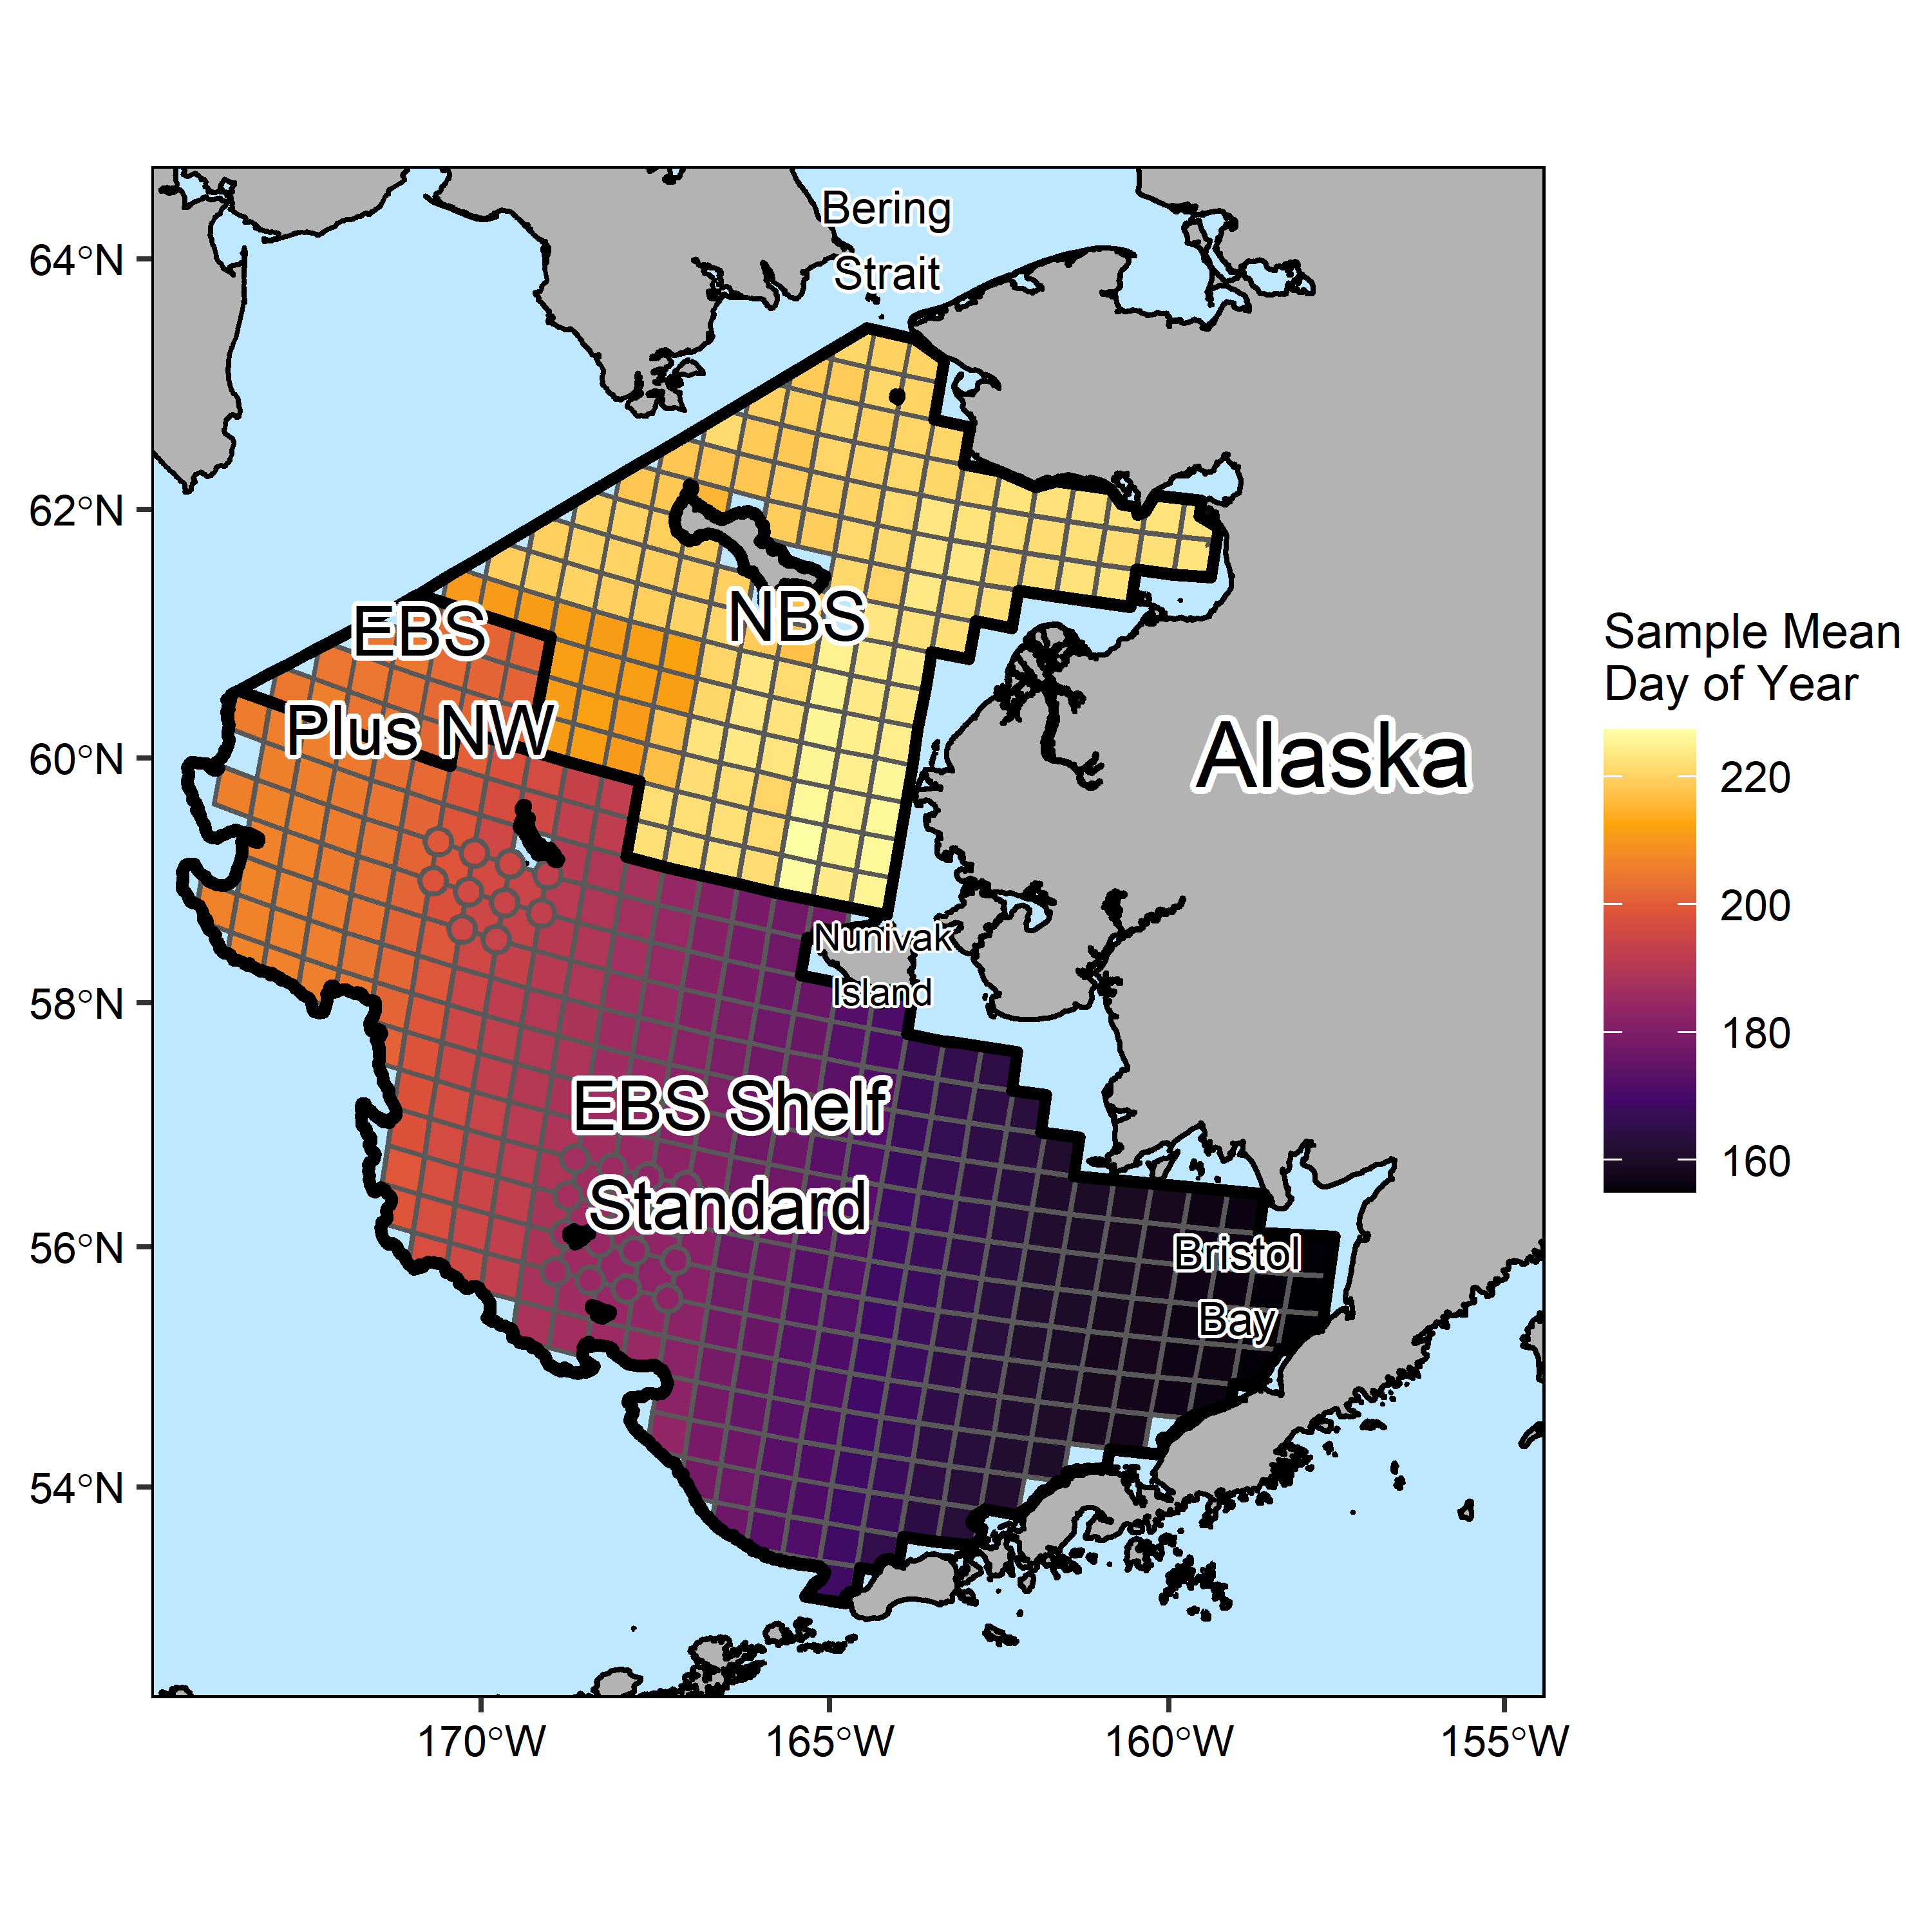 Bering
Strait
64°N
62°N
60°N
58°N
56°N
54°N
EBS
Plus NW
NBS
Alaska
Nunivak
Island
EBS Shelf
Standard
Bristol
Bay
170°W
165°W
160°W
155°W
Sample Mean
Day of Year
220
200
180
160